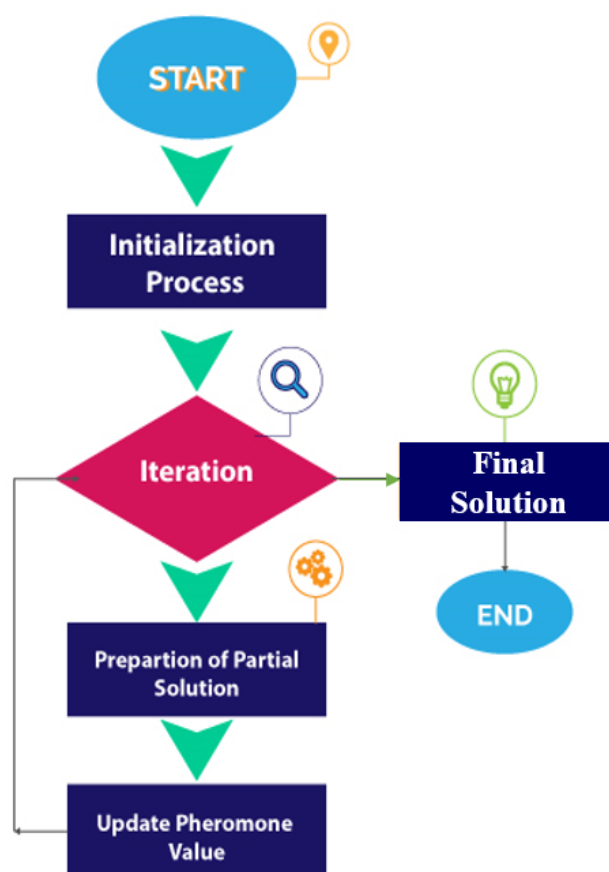 START
Initialization
Process
Iteration
Final
Solution
Prepartion of Partial
Solution
END
Update Pheromone
Value